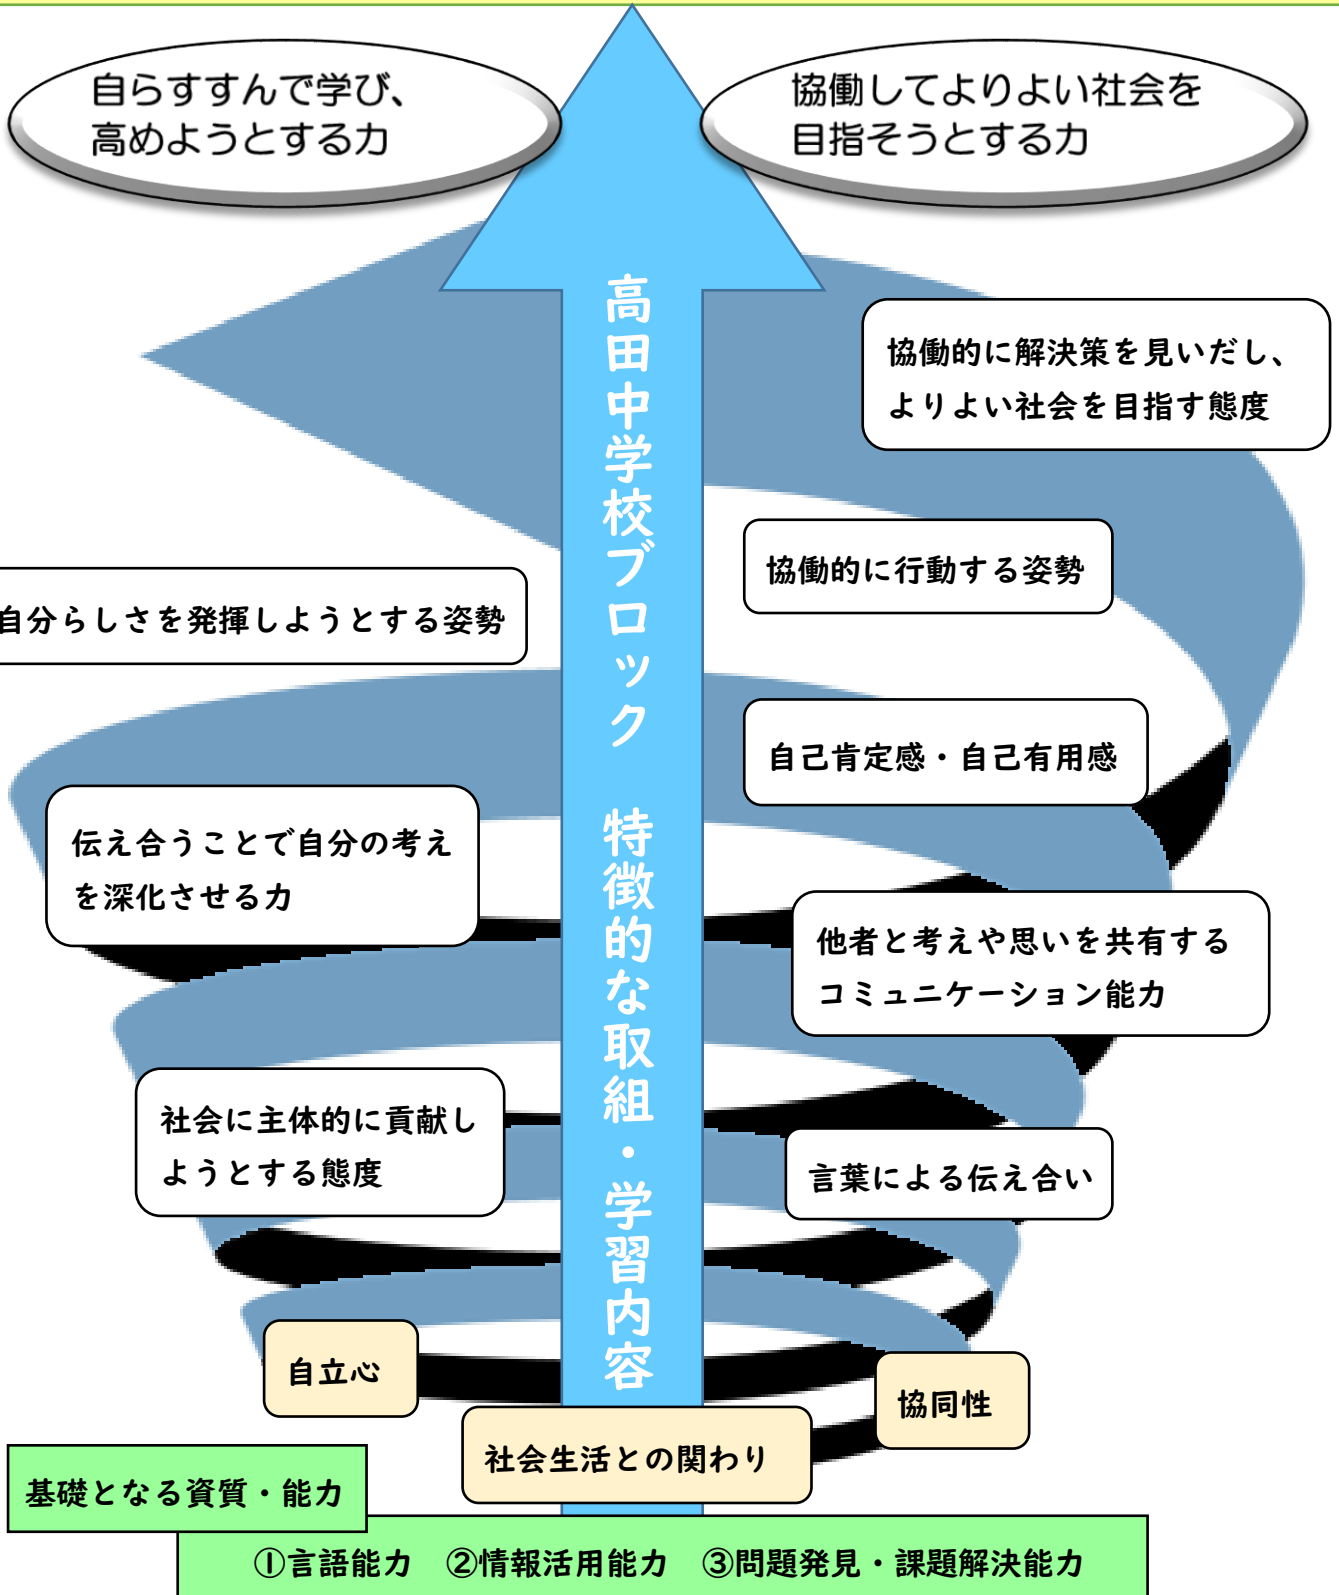 自らすすんで学び、
高めようとする力
協働してよりよい社会を
目指そうとする力
高田中学校ブロック　特徴的な取組・学習内容
協働的に解決策を見いだし、
よりよい社会を目指す態度
協働的に行動する姿勢
自分らしさを発揮しようとする姿勢
自己肯定感・自己有用感
伝え合うことで自分の考え
を深化させる力
他者と考えや思いを共有する
コミュニケーション能力
社会に主体的に貢献し
ようとする態度
言葉による伝え合い
自立心
協同性
社会生活との関わり
基礎となる資質・能力
①言語能力　②情報活用能力　③問題発見・課題解決能力